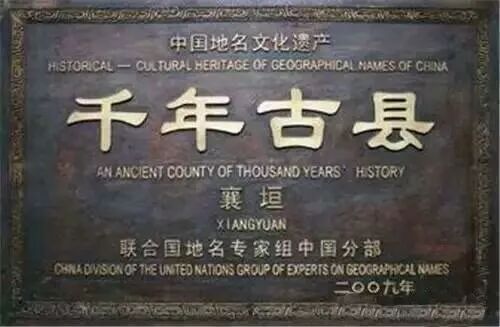 中国地名文化遗产
HISTORICAL — CULTURAL HERITAGE OF GEOGRAPHICAL NAMES OF CHINA
千年古县
AN ANCIENT COUNTY OF THOUSAND YEARS' HISTORY
襄垣
XIANGYUAN
联合国地名专家组中国分部
CHINA DIVISION OF THE UNITED NATIONS GROUP OF EXPERTS ON GEOGRAPHICAL NAMES
二〇〇九年